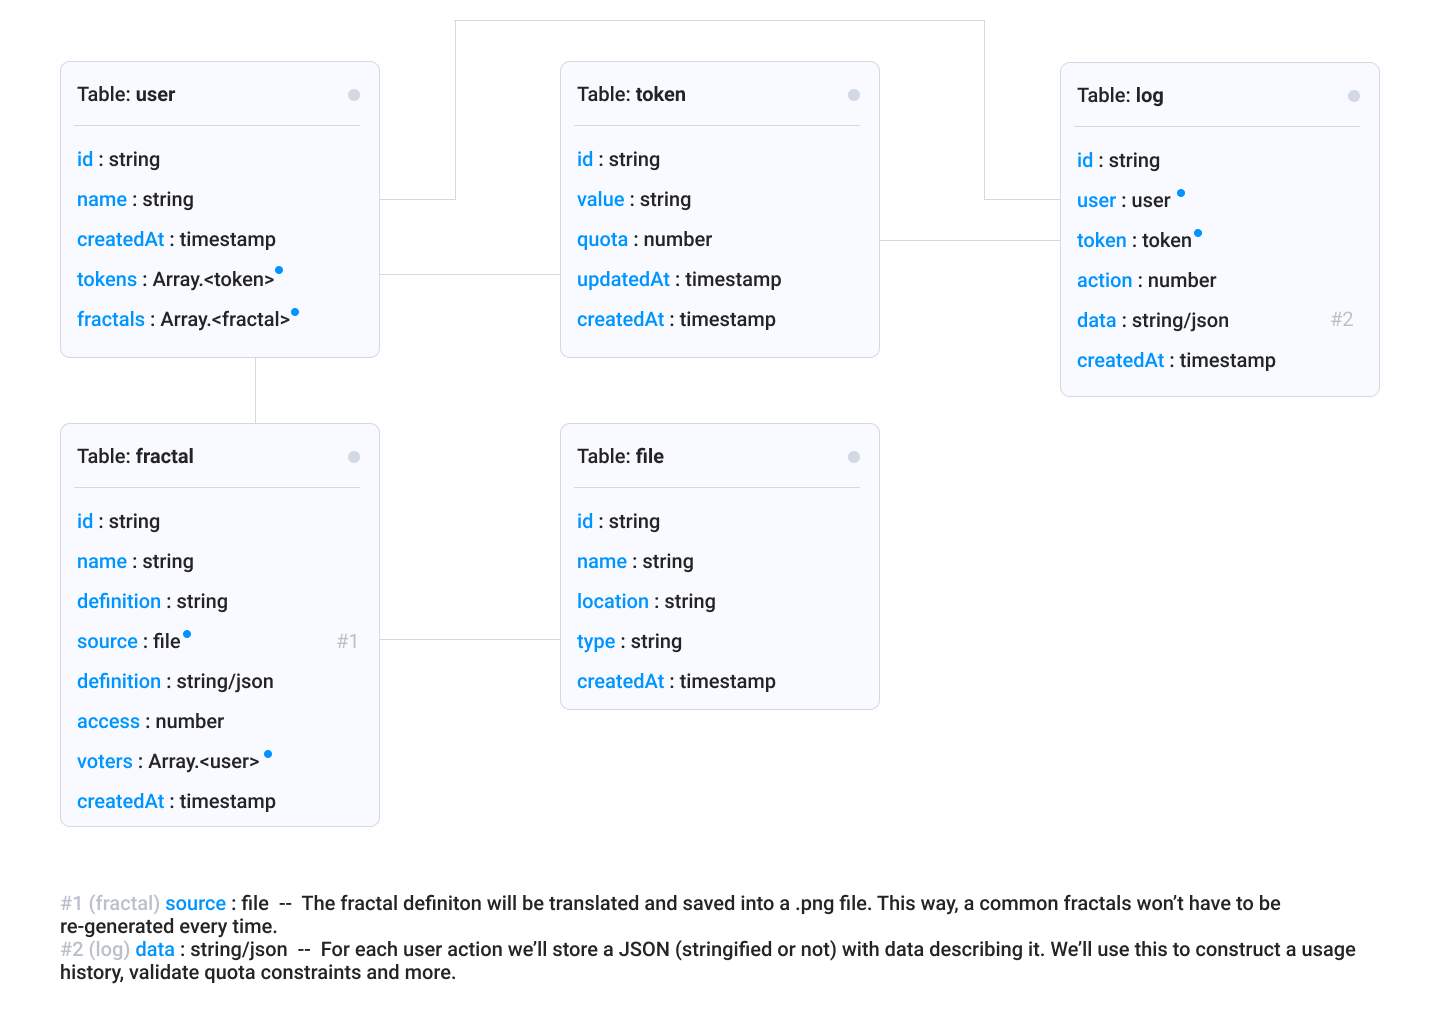 Table: user
id : string
name : string
createdAt : timestamp
tokens : Array.<token>
fractals : Array.<fractal>
Table: token
id : string
value : string
quota : number
updatedAt : timestamp
createdAt : timestamp
Table: log
id : string
user : user
token : token
action : number
data : string/json #2
createdAt : timestamp
Table: fractal
id : string
name : string
definition : string
source : file #1
definition : string/json
access : number
voters : Array.<user>
createdAt : timestamp
Table: file
id : string
name : string
location : string
type : string
createdAt : timestamp
#1 (fractal) source : file -- The fractal definiton will be translated and saved into a .png file. This way, a common fractals won't have to be
re-generated every time.
#2 (log) data : string/json -- For each user action we'll store a JSON (stringified or not) with data describing it. We'll use this to construct a usage
history, validate quota constraints and more.